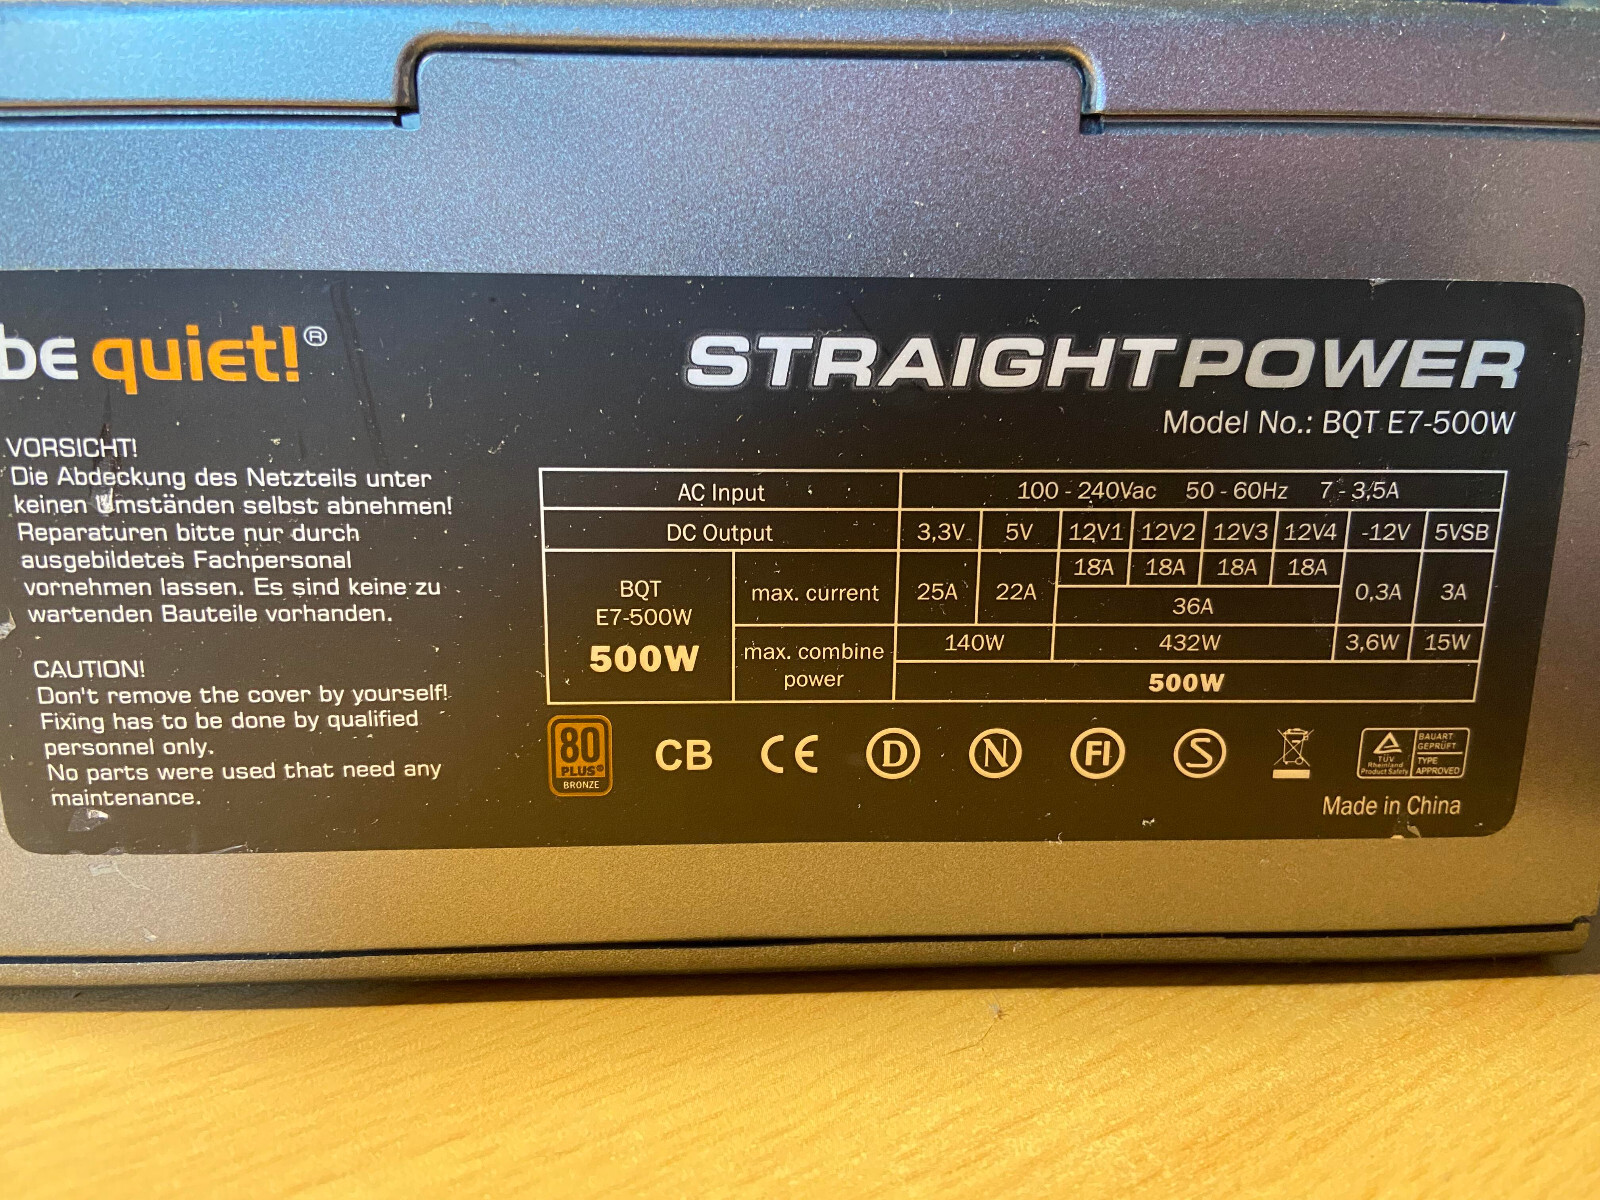 be quiet!®
STRAIGHT POWER
Model No.: BQT E7-500W
VORSICHT!
Die Abdeckung des Netzteils unter
keinen Umständen selbst abnehmen!
Reparaturen bitte nur durch
ausgebildetes Fachpersonal
vornehmen lassen. Es sind keine zu
wartenden Bauteile vorhanden.
CAUTION!
Don't remove the cover by yourself!
Fixing has to be done by qualified
personnel only.
No parts were used that need any
maintenance.
AC Input 100 - 240Vac 50 - 60Hz 7 - 3,5A
DC Output 3,3V 5V 12V1 12V2 12V3 12V4 -12V 5VSB
BQT
E7-500W
500W
max. current 25A 22A 18A 18A 18A 18A 0,3A 3A
36A
max. combine
power
140W 432W 3,6W 15W
500W
80
PLUS®
BRONZE
CB CE D N FI S
TÜV
Rheinland
Product Safety
BAUART
GEPRÜFT
TYPE
APPROVED
Made in China